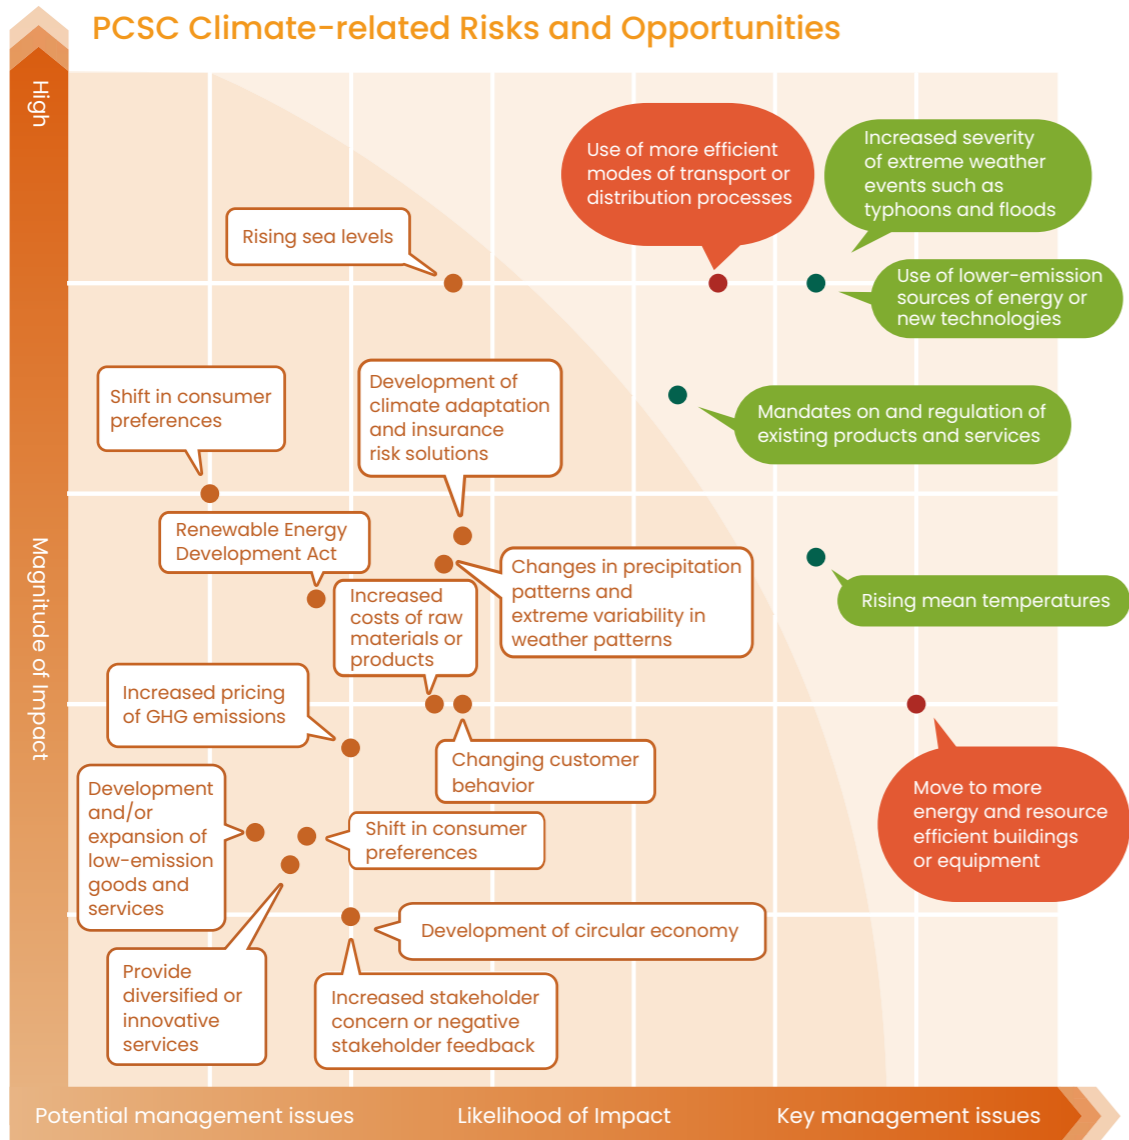 PCSC Climate-related Risks and Opportunities
High
Magnitude of Impact
Use of more efficient
modes of transport or
distribution processes
Increased severity
of extreme weather
events such as
typhoons and floods
Rising sea levels
Use of lower-emission
sources of energy or
new technologies
Shift in consumer
preferences
Development of
climate adaptation
and insurance
risk solutions
Mandates on and regulation of
existing products and services
Renewable Energy
Development Act
Changes in precipitation
patterns and
extreme variability in
weather patterns
Rising mean temperatures
Increased
costs of raw
materials or
products
Increased pricing
of GHG emissions
Changing customer
behavior
Move to more
energy and resource
efficient buildings
or equipment
Development
and/or
expansion of
low-emission
goods and
services
Shift in consumer
preferences
Development of circular economy
Provide
diversified or
innovative
services
Increased stakeholder
concern or negative
stakeholder feedback
Potential management issues
Likelihood of Impact
Key management issues